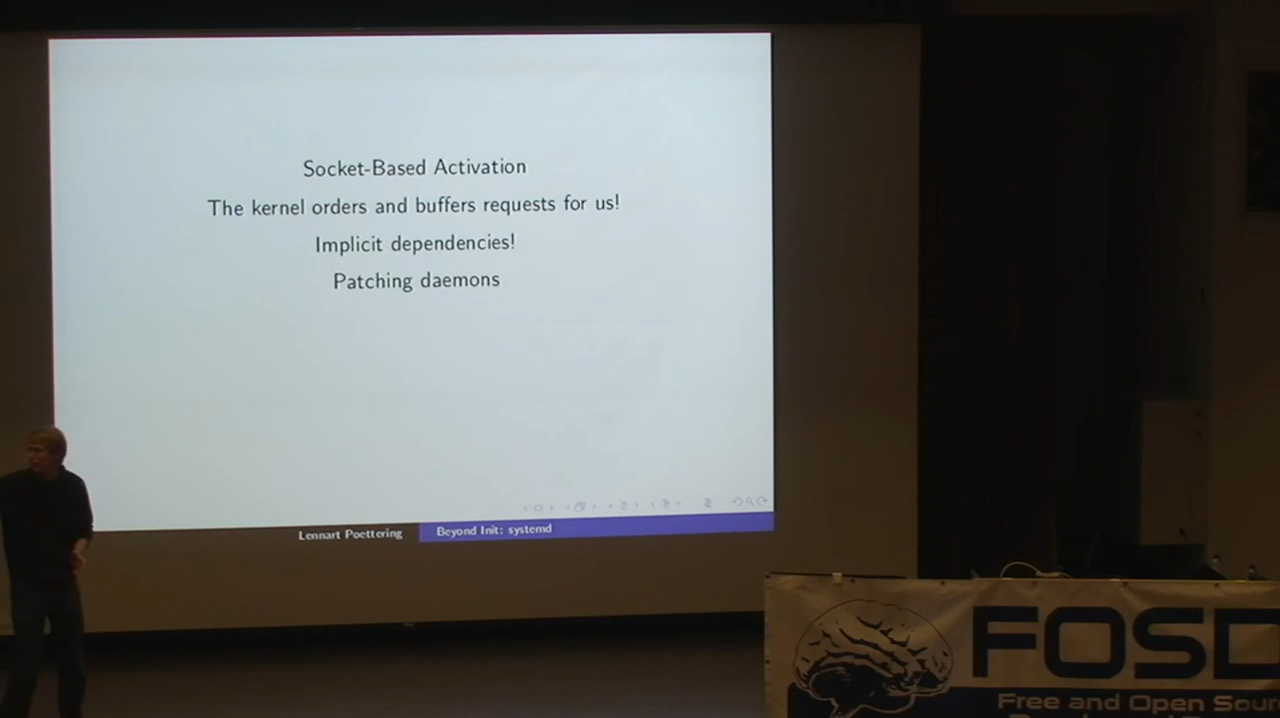 Socket-Based Activation
The kernel orders and buffers requests for us!
Implicit dependencies!
Patching daemons
Lennart Poettering Beyond Init: systemd
FOSD
Free and Open Sour